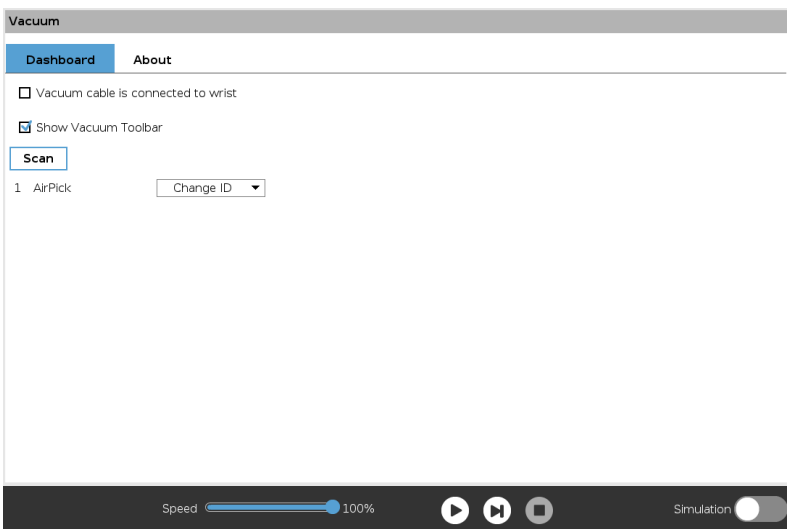 Vacuum
Dashboard About
Vacuum cable is connected to wrist
Show Vacuum Toolbar
Scan
1 AirPick Change ID
Speed 100% Simulation